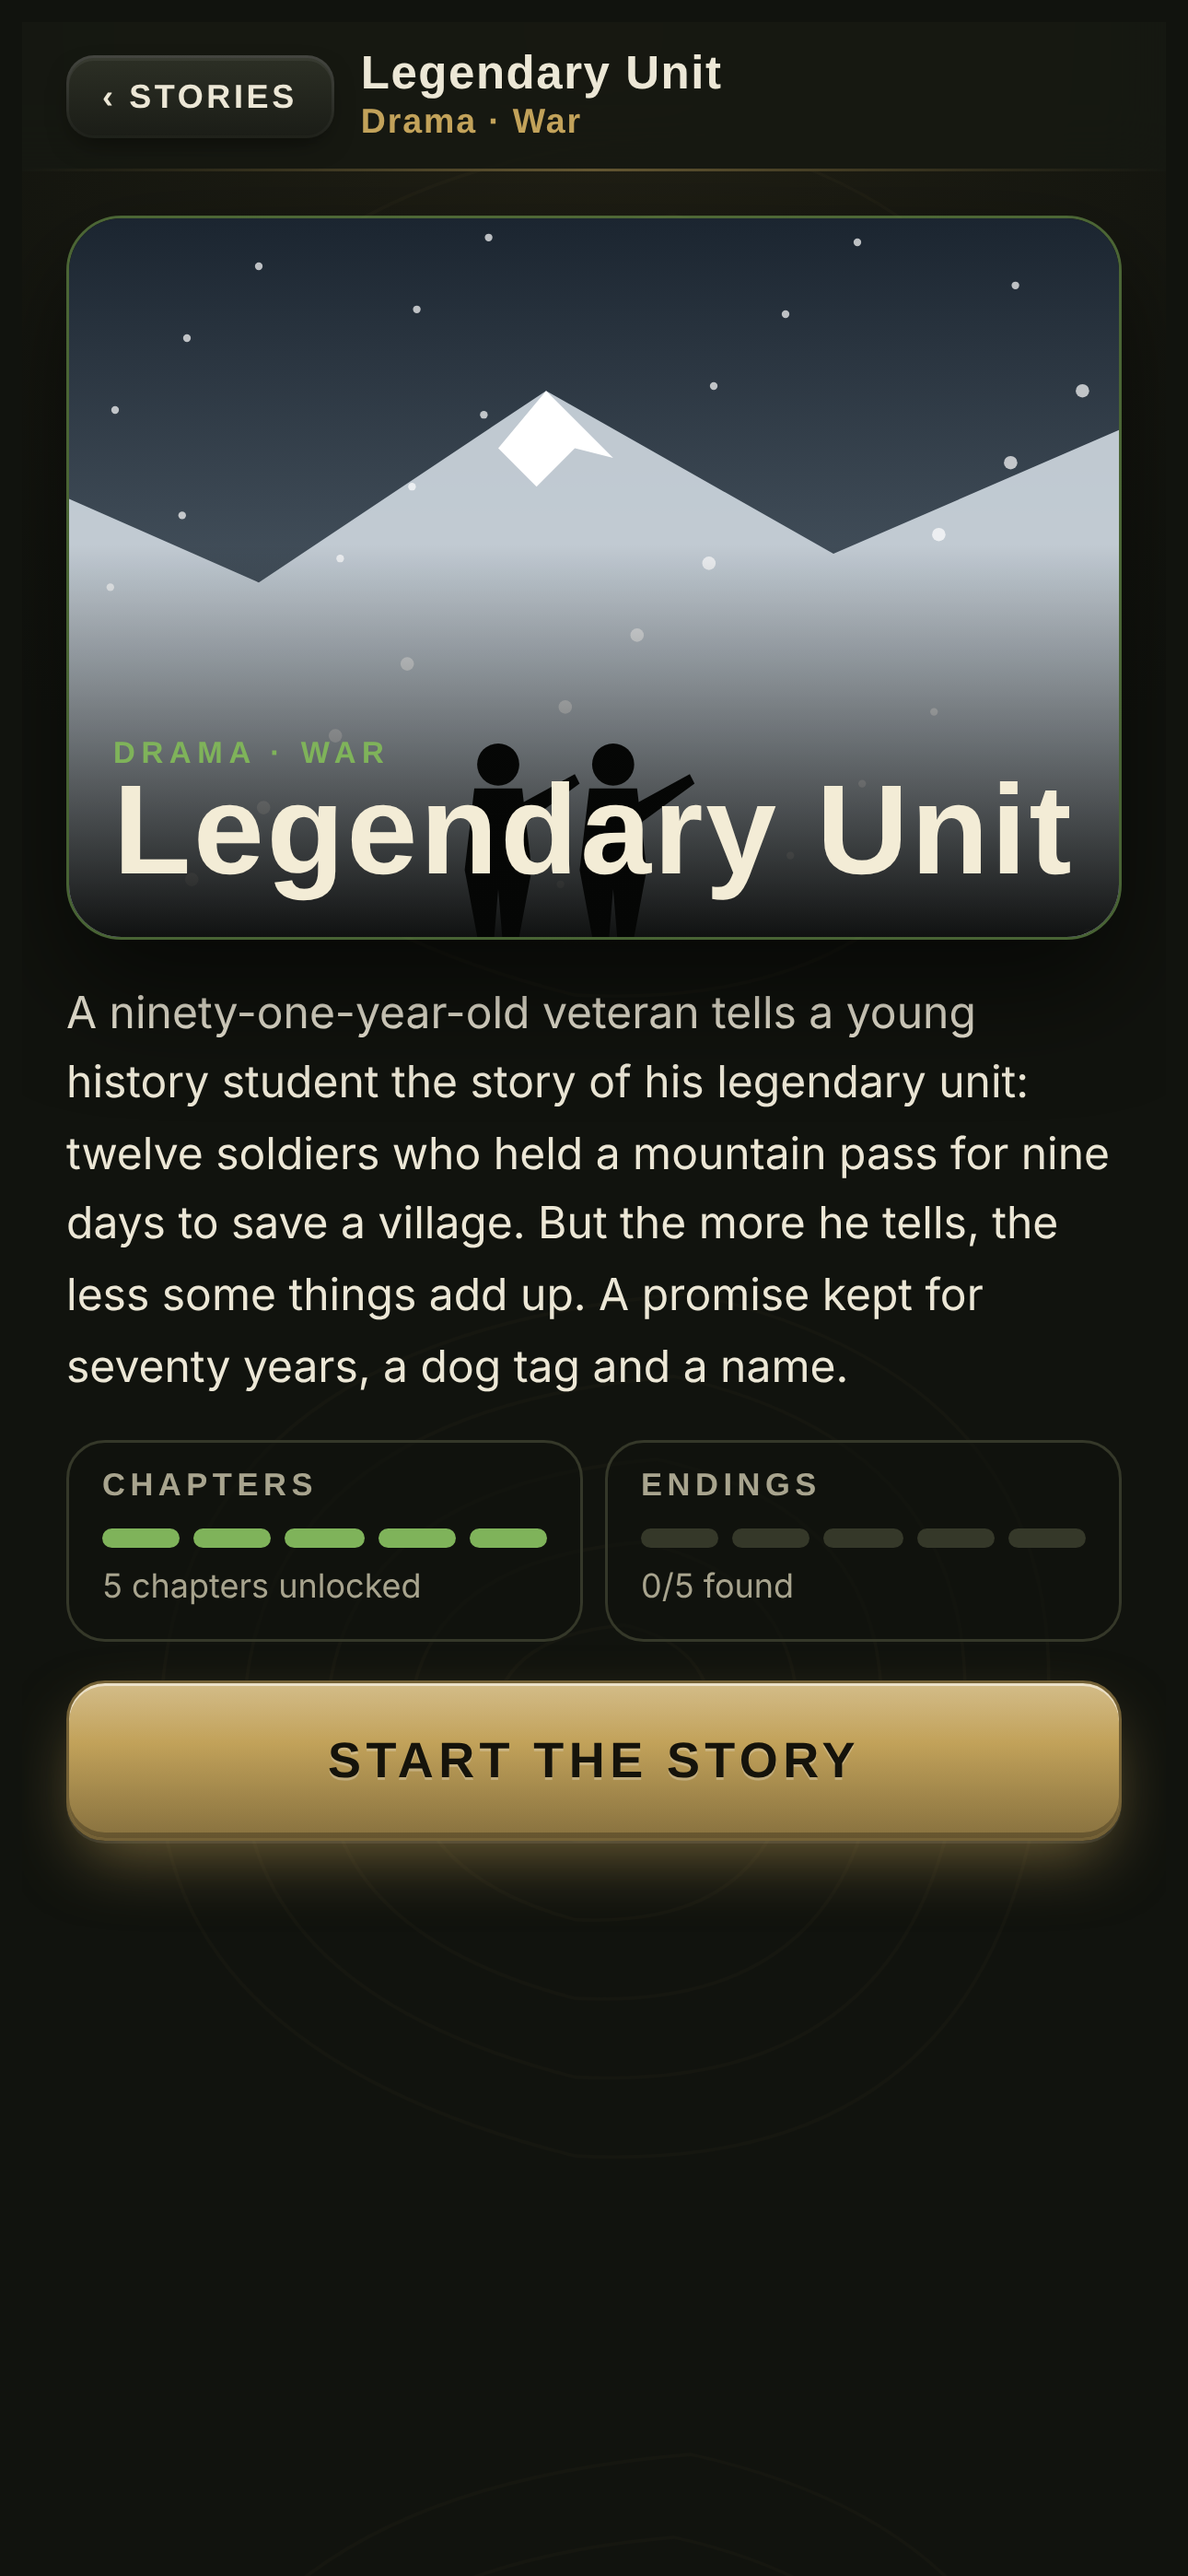 ‹ STORIES
Legendary Unit
Drama · War
DRAMA · WAR
Legendary Unit
A ninety-one-year-old veteran tells a young
history student the story of his legendary unit:
twelve soldiers who held a mountain pass for nine
days to save a village. But the more he tells, the
less some things add up. A promise kept for
seventy years, a dog tag and a name.
CHAPTERS
5 chapters unlocked
ENDINGS
0/5 found
START THE STORY